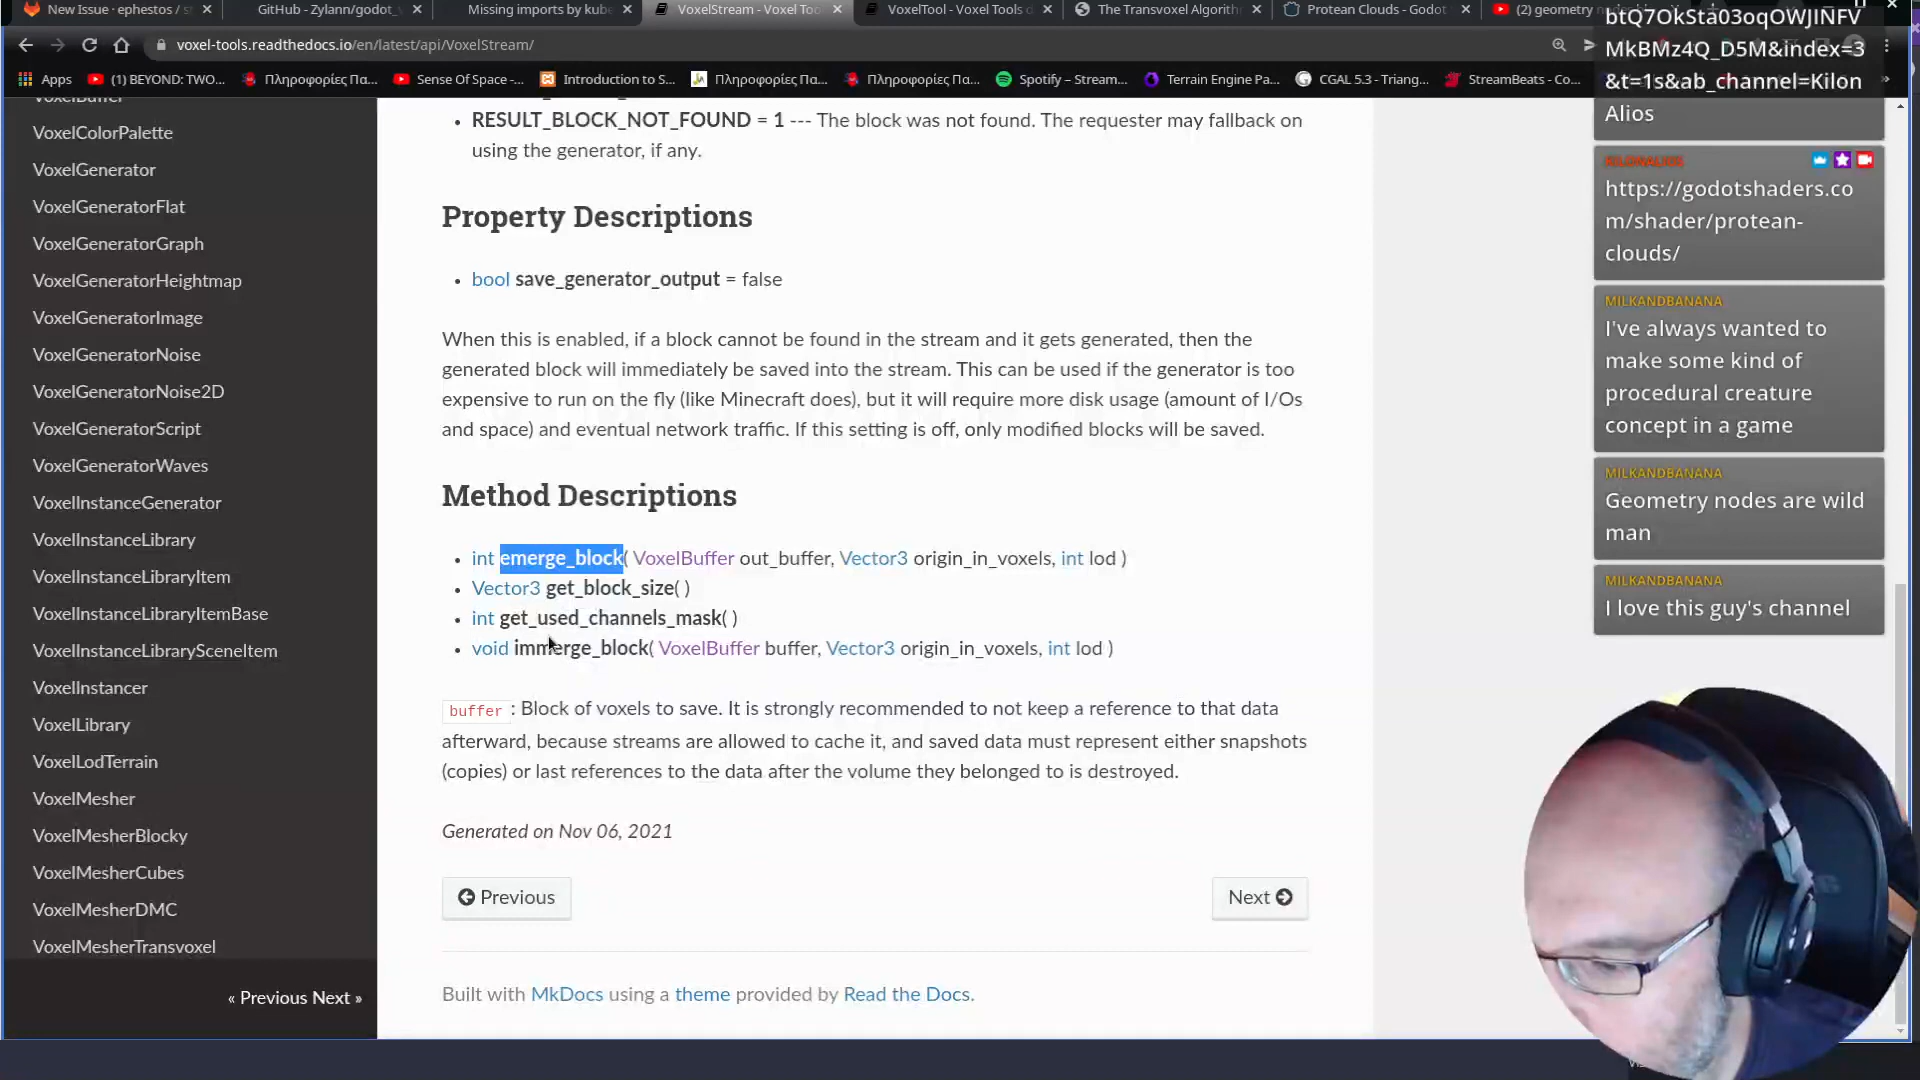 New Issue · ephestos / s
GitHub - Zylann/godot_
Missing imports by kube
VoxelStream - Voxel Too
VoxelTool - Voxel Tools d
The Transvoxel Algorithm
Protean Clouds - Godot
(2) geometry nod
voxel-tools.readthedocs.io/en/latest/api/VoxelStream/
Apps
(1) BEYOND: TWO...
Πληροφορίες Πα...
Sense Of Space -...
Introduction to S...
Πληροφορίες Πα...
Πληροφορίες Πα...
Spotify – Stream...
Terrain Engine Pa...
CGAL 5.3 - Triang...
StreamBeats - Co...
VoxelBuffer
VoxelColorPalette
VoxelGenerator
VoxelGeneratorFlat
VoxelGeneratorGraph
VoxelGeneratorHeightmap
VoxelGeneratorImage
VoxelGeneratorNoise
VoxelGeneratorNoise2D
VoxelGeneratorScript
VoxelGeneratorWaves
VoxelInstanceGenerator
VoxelInstanceLibrary
VoxelInstanceLibraryItem
VoxelInstanceLibraryItemBase
VoxelInstanceLibrarySceneItem
VoxelInstancer
VoxelLibrary
VoxelLodTerrain
VoxelMesher
VoxelMesherBlocky
VoxelMesherCubes
VoxelMesherDMC
VoxelMesherTransvoxel
« Previous Next »
• RESULT_BLOCK_NOT_FOUND = 1 --- The block was not found. The requester may fallback on
using the generator, if any.
Property Descriptions
• bool save_generator_output = false
When this is enabled, if a block cannot be found in the stream and it gets generated, then the
generated block will immediately be saved into the stream. This can be used if the generator is too
expensive to run on the fly (like Minecraft does), but it will require more disk usage (amount of I/Os
and space) and eventual network traffic. If this setting is off, only modified blocks will be saved.
Method Descriptions
• int emerge_block( VoxelBuffer out_buffer, Vector3 origin_in_voxels, int lod )
• Vector3 get_block_size( )
• int get_used_channels_mask( )
• void immerge_block( VoxelBuffer buffer, Vector3 origin_in_voxels, int lod )
buffer : Block of voxels to save. It is strongly recommended to not keep a reference to that data
afterward, because streams are allowed to cache it, and saved data must represent either snapshots
(copies) or last references to the data after the volume they belonged to is destroyed.
Generated on Nov 06, 2021
Previous
Next
Built with MkDocs using a theme provided by Read the Docs.
btQ7OkSta03oqOWJINFV
MkBMz4Q_D5M&index=3
&t=1s&ab_channel=Kilon
Alios
KILONALIOS
https://godotshaders.co
m/shader/protean-
clouds/
MILKANDBANANA
I've always wanted to
make some kind of
procedural creature
concept in a game
MILKANDBANANA
Geometry nodes are wild
man
MILKANDBANANA
I love this guy's channel